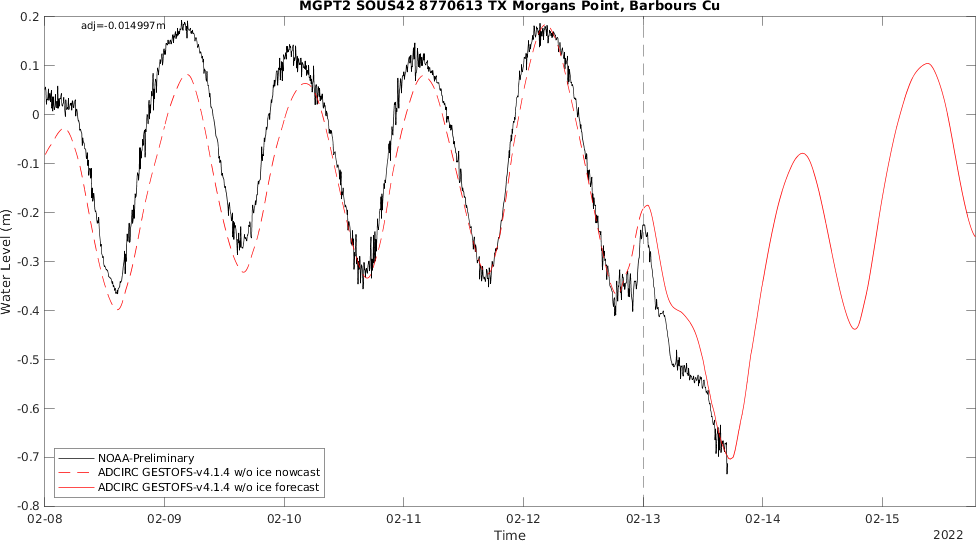 MGPT2 SOUS42 8770613 TX Morgans Point, Barbours Cu
adj=-0.014997m
0.2
0.1
0
-0.1
-0.2
-0.3
-0.4
-0.5
-0.6
-0.7
-0.8
Water Level (m)
NOAA-Preliminary
ADCIRC GESTOFS-v4.1.4 w/o ice nowcast
ADCIRC GESTOFS-v4.1.4 w/o ice forecast
02-08 02-09 02-10 02-11 02-12 02-13 02-14 02-15
Time
2022